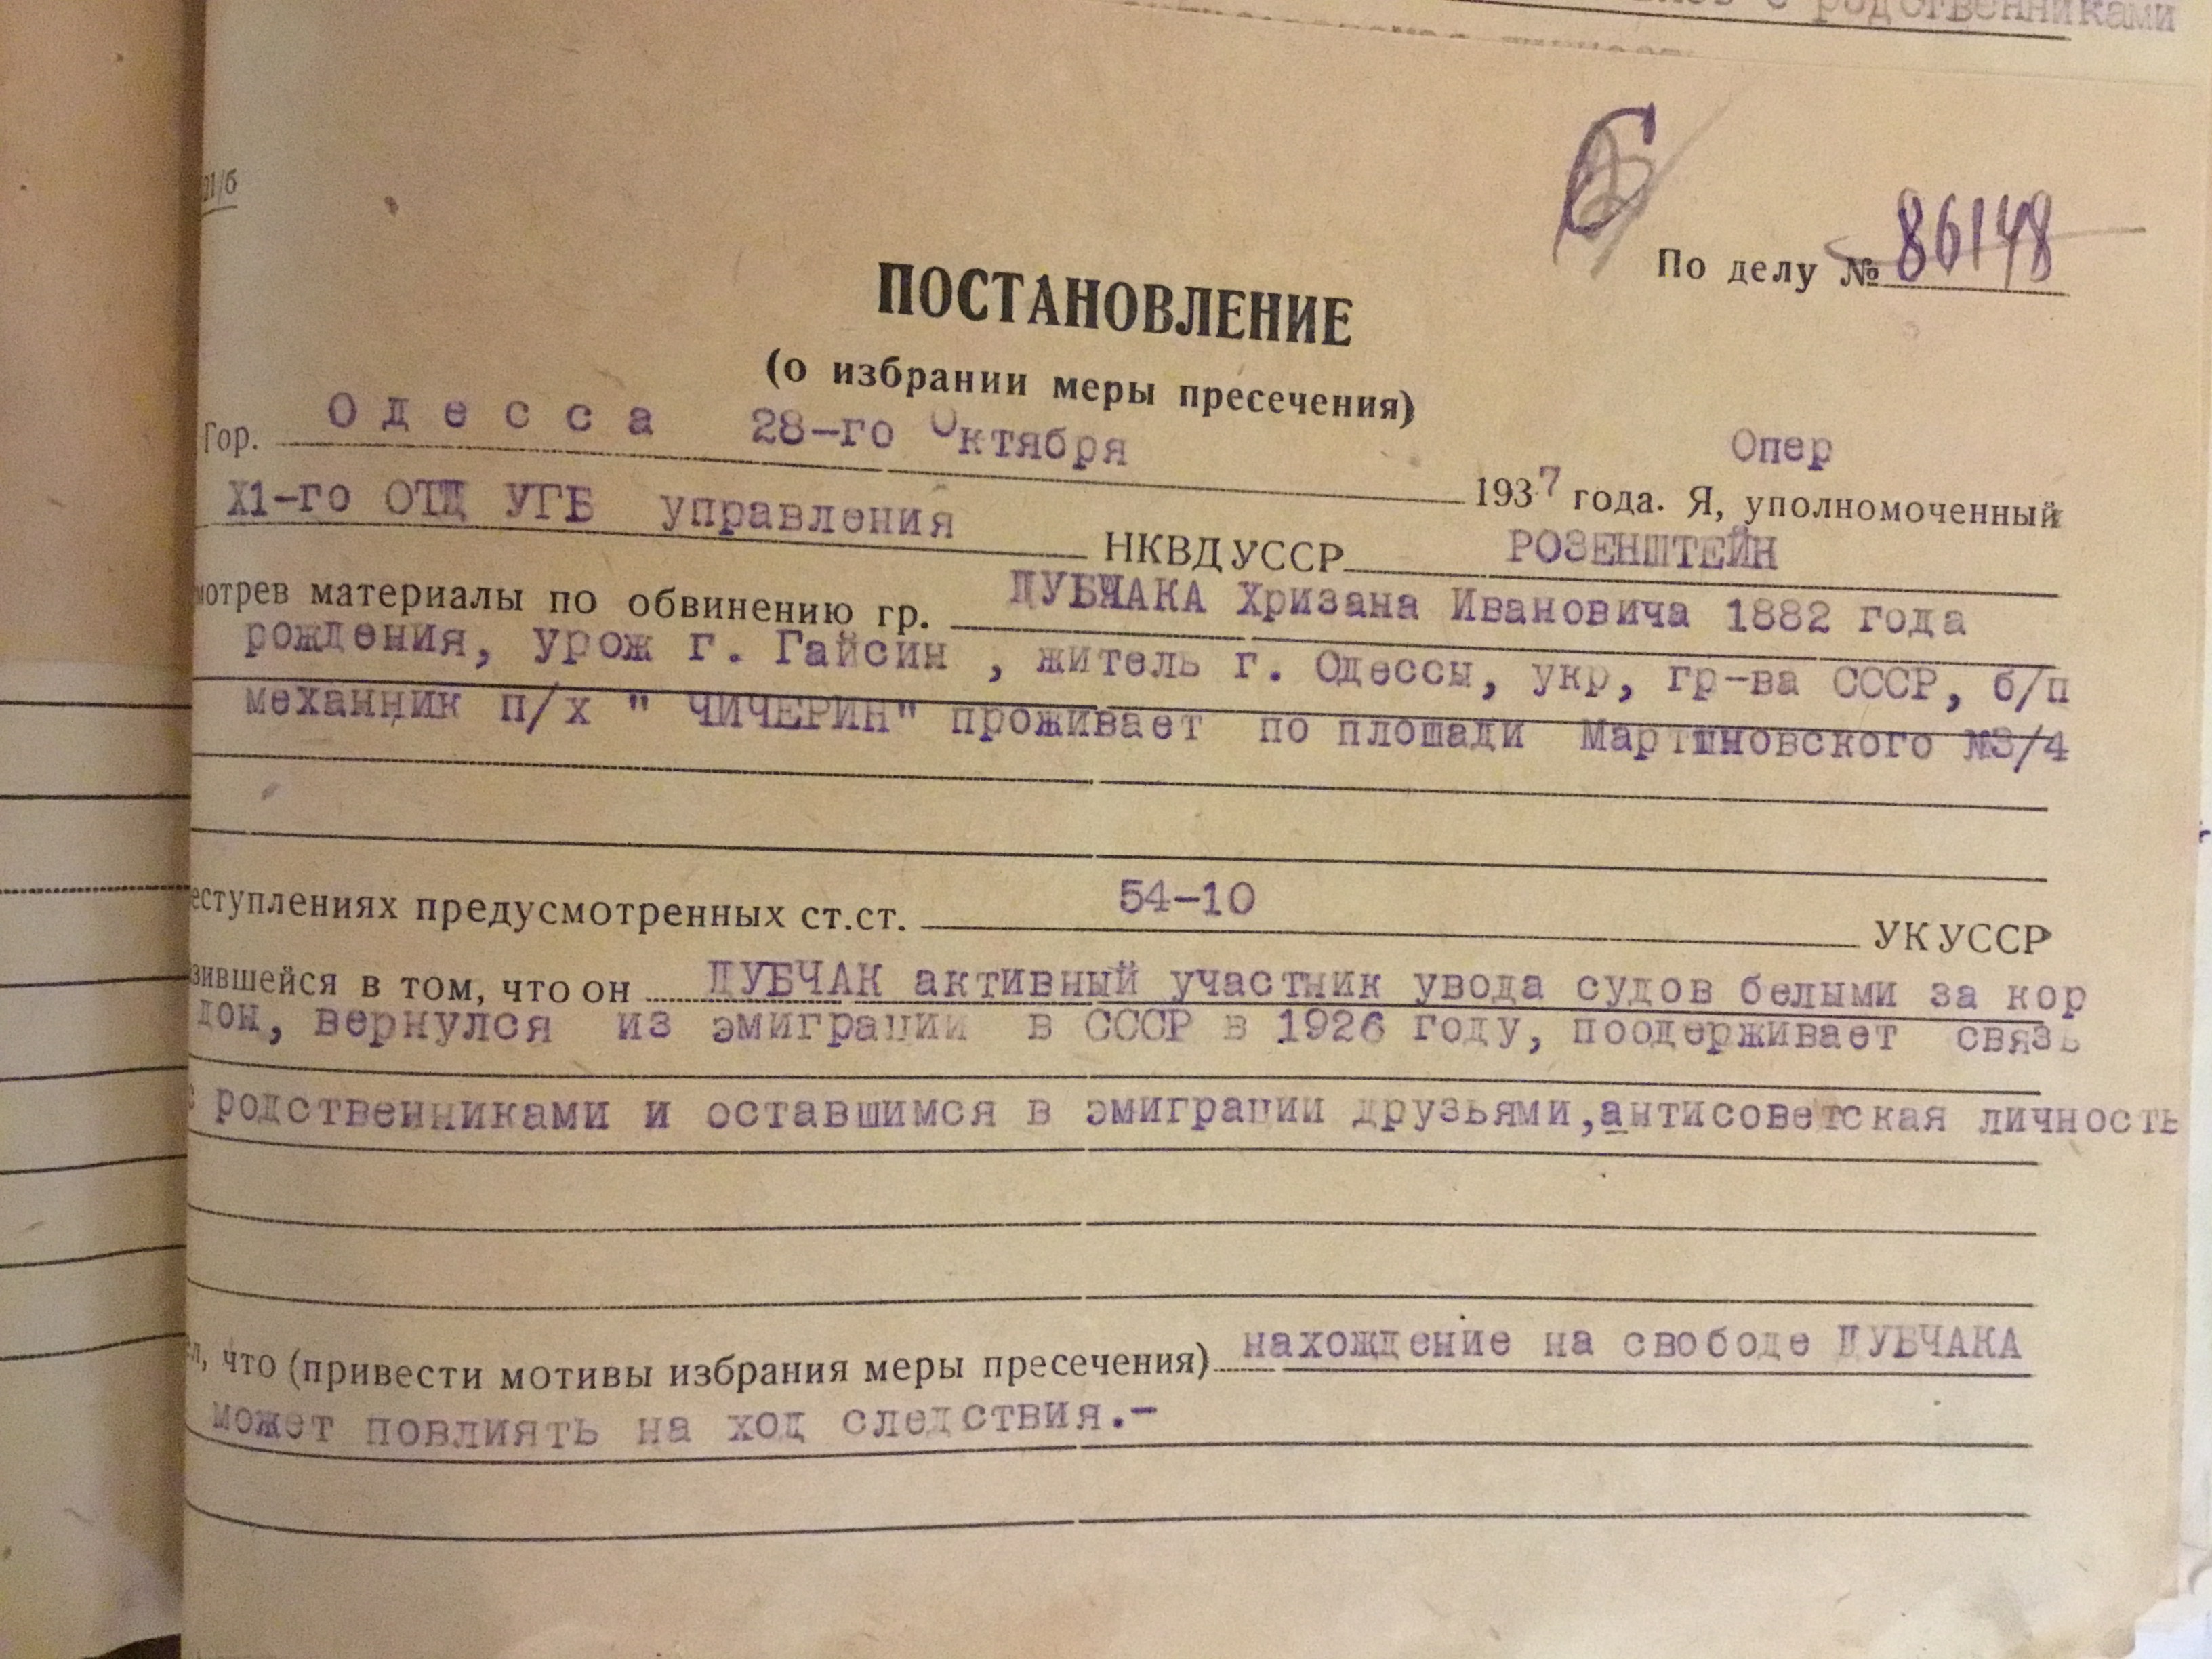 с родственниками
21/б
По делу № 86148
ПОСТАНОВЛЕНИЕ
(о избрании меры пресечения)
Гор. Одесса 28-го Октября 1937 года. Я, Опер уполномоченный
Х1-го ОТД УГБ управления НКВД УССР РОЗЕНШТЕЙН
мотрев материалы по обвинению гр. ДУБЧАКА Хризана Ивановича 1882 года
рождения, урож г. Гайсин , житель г. Одессы, укр, гр-ва СССР, б/п
механник п/х " ЧИЧЕРИН" проживает по площади Мартыновского №3/4
еступлениях предусмотренных ст.ст. 54-10 УК УССР
зившейся в том, что он ДУБЧАК активный участник увода судов белыми за кор
дон, вернулся из эмиграции в СССР в 1926 году, поодерживает связь
с родственниками и оставшимся в эмиграции друзьями,антисоветская личность
ел, что (привести мотивы избрания меры пресечения) нахождение на свободе ДУБЧАКА
может повлиять на ход следствия.-